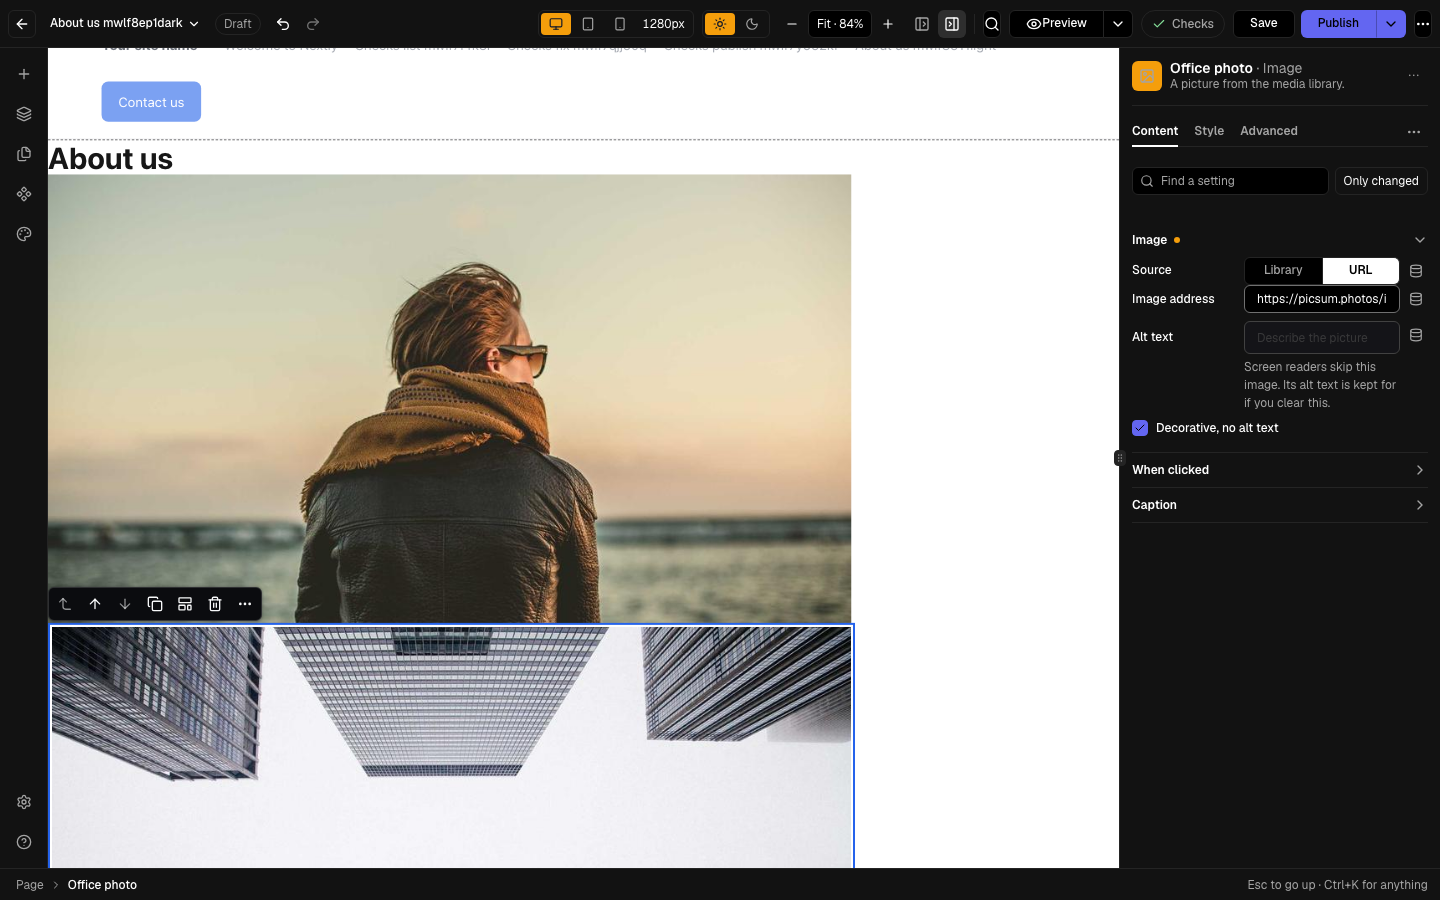 About us mwlf8ep1dark
Draft
1280px
Fit · 84%
Preview
Checks
Save
Publish
Contact us
About us
Office photo · Image
A picture from the media library.
Content
Style
Advanced
Find a setting
Only changed
Image
Source
Library
URL
Image address
https://picsum.photos/i
Alt text
Describe the picture
Screen readers skip this
image. Its alt text is kept for
if you clear this.
Decorative, no alt text
When clicked
Caption
Page
Office photo
Esc to go up · Ctrl+K for anything